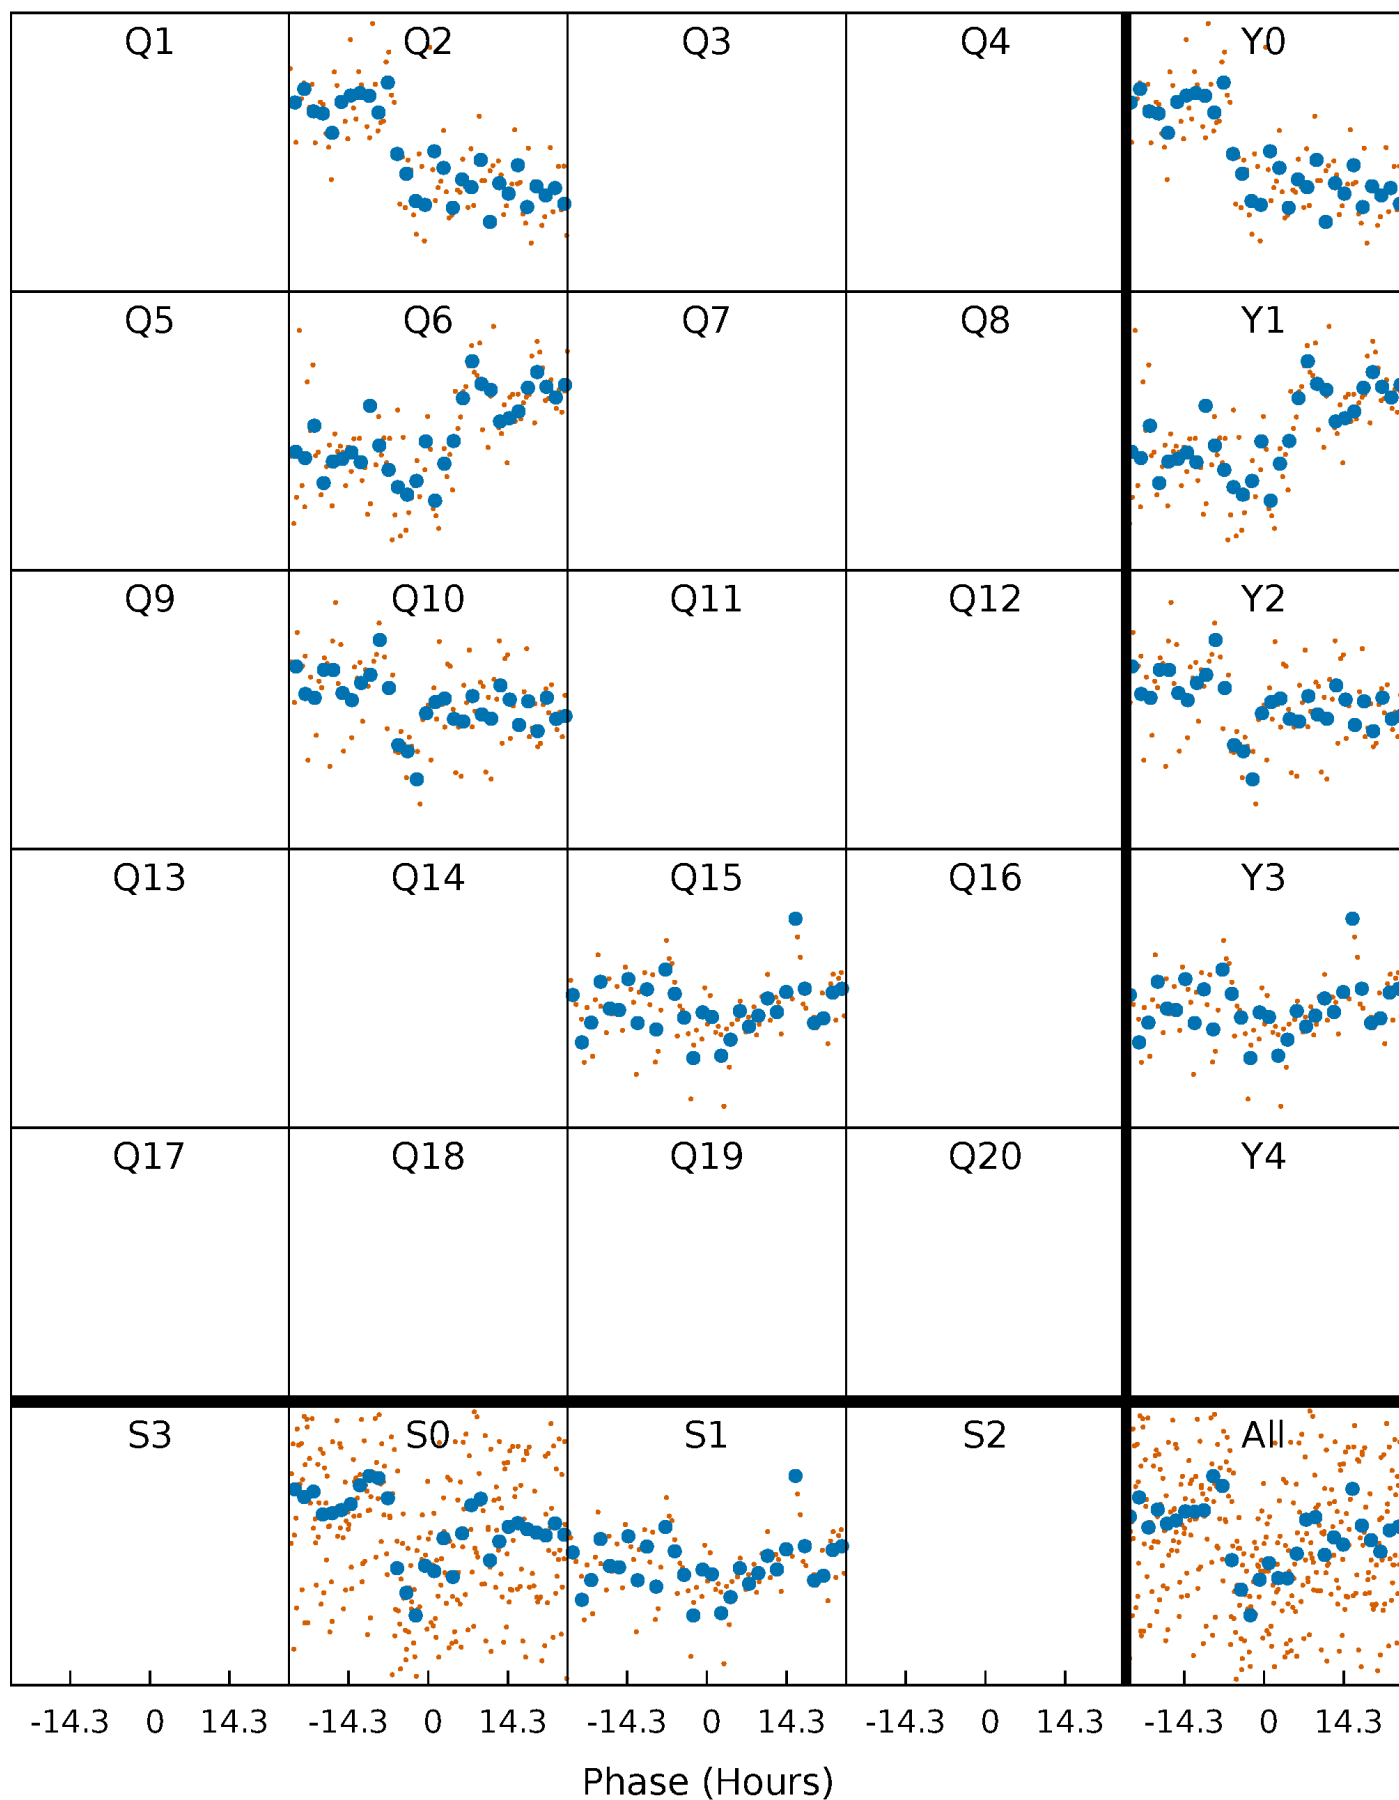 Q1 Q2 Q3 Q4 Y0
Q5 Q6 Q7 Q8 Y1
Q9 Q10 Q11 Q12 Y2
Q13 Q14 Q15 Q16 Y3
Q17 Q18 Q19 Q20 Y4
S3 S0 S1 S2 All
-14.3 0 14.3 -14.3 0 14.3 -14.3 0 14.3 -14.3 0 14.3 -14.3 0 14.3
Phase (Hours)